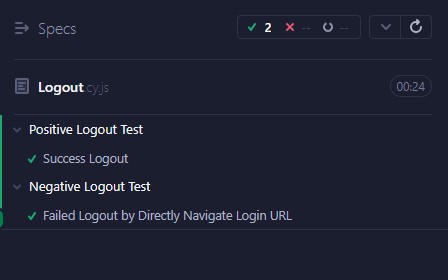 Specs
2 -- --
Logout.cy.js
00:24
Positive Logout Test
Success Logout
Negative Logout Test
Failed Logout by Directly Navigate Login URL